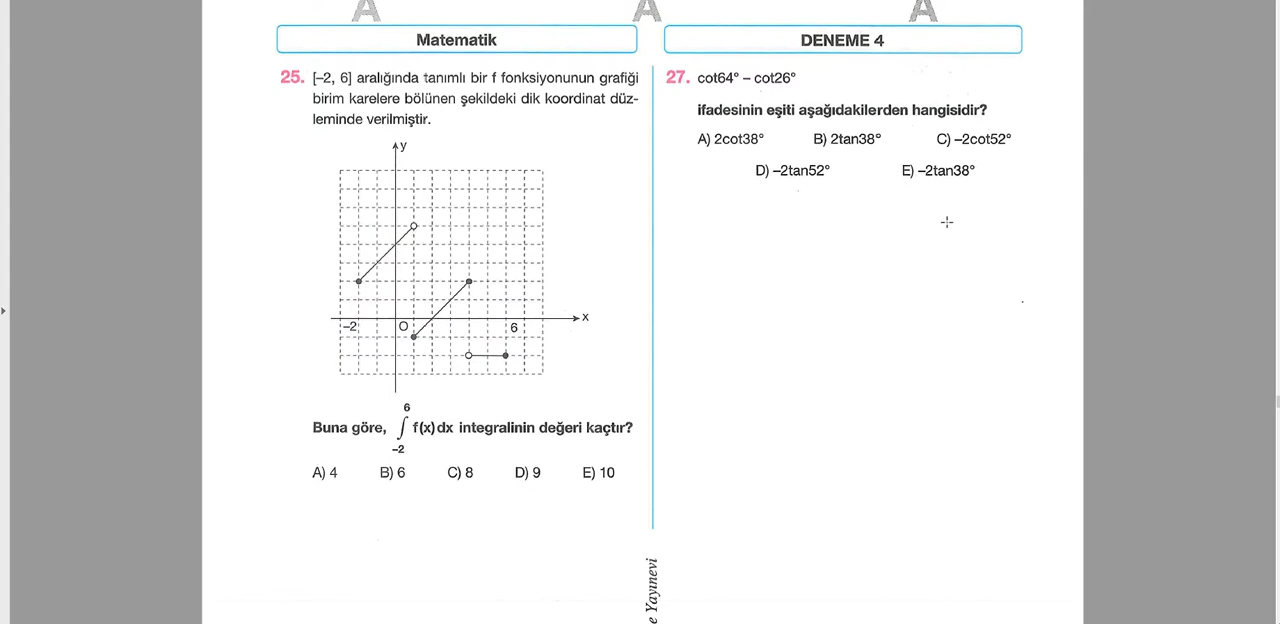 A A A
Matematik
DENEME 4
25. [–2, 6] aralığında tanımlı bir f fonksiyonunun grafiği
birim karelere bölünen şekildeki dik koordinat düz-
leminde verilmiştir.
y
x
–2
O
6
6
Buna göre, ∫ f(x)dx integralinin değeri kaçtır?
–2
A) 4 B) 6 C) 8 D) 9 E) 10
27. cot64° – cot26°
ifadesinin eşiti aşağıdakilerden hangisidir?
A) 2cot38° B) 2tan38° C) –2cot52°
D) –2tan52° E) –2tan38°
e Yayınevi